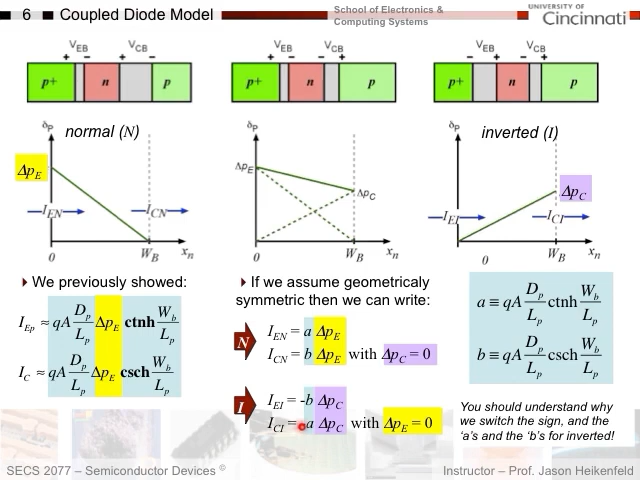 6 Coupled Diode Model
School of Electronics &
Computing Systems
UNIVERSITY OF
Cincinnati
V_EB V_CB
+ − + −
p+ n p
V_EB V_CB
+ − + −
p+ n p
V_EB V_CB
− + − +
p+ n p
δ_P normal (N)
Δp_E
I_EN I_CN
0 W_B x_n
δ_P
Δp_E
Δp_C
0 W_B x_n
δ_P inverted (I)
Δp_C
I_EI I_CI
0 W_B x_n
We previously showed:
I_Ep ≈ qA D_p/L_p Δp_E ctnh W_b/L_p
I_C ≈ qA D_p/L_p Δp_E csch W_b/L_p
If we assume geometricaly
symmetric then we can write:
N
I_EN = a Δp_E
I_CN = b Δp_E with Δp_C = 0
I
I_EI = -b Δp_C
I_CI = -a Δp_C with Δp_E = 0
a ≡ qA D_p/L_p ctnh W_b/L_p
b ≡ qA D_p/L_p csch W_b/L_p
You should understand why
we switch the sign, and the
‘a’s and the ‘b’s for inverted!
SECS 2077 – Semiconductor Devices ©
Instructor – Prof. Jason Heikenfeld